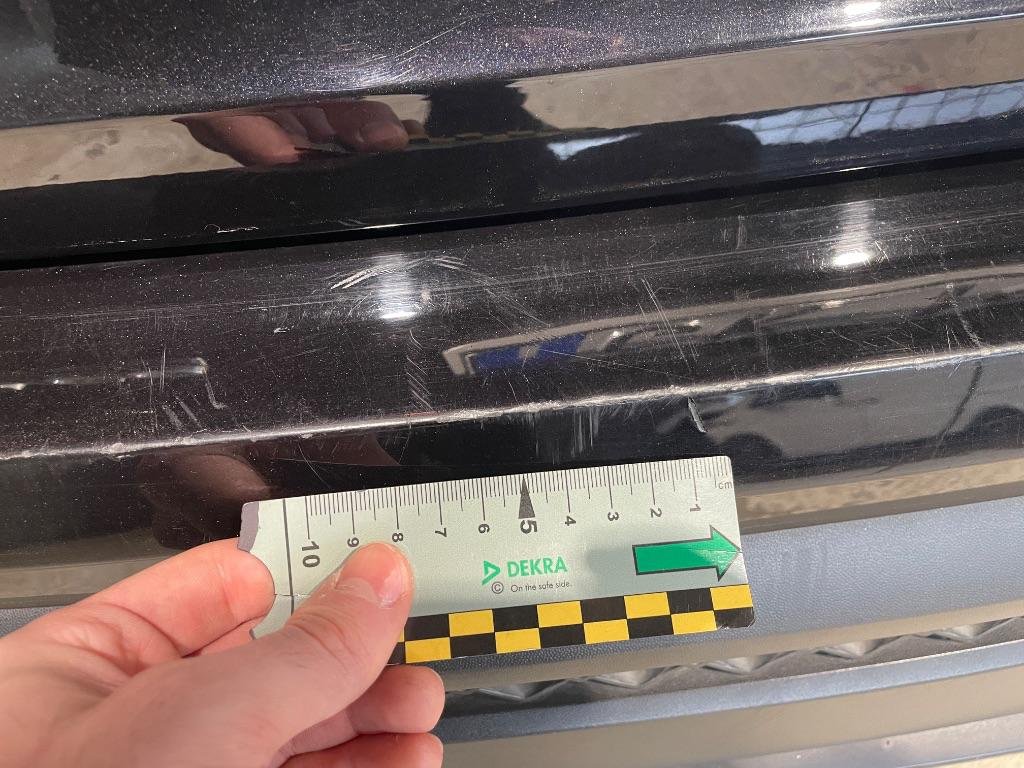 cm
10 9 8 7 6 5 4 3 2 1
DEKRA
© On the safe side.